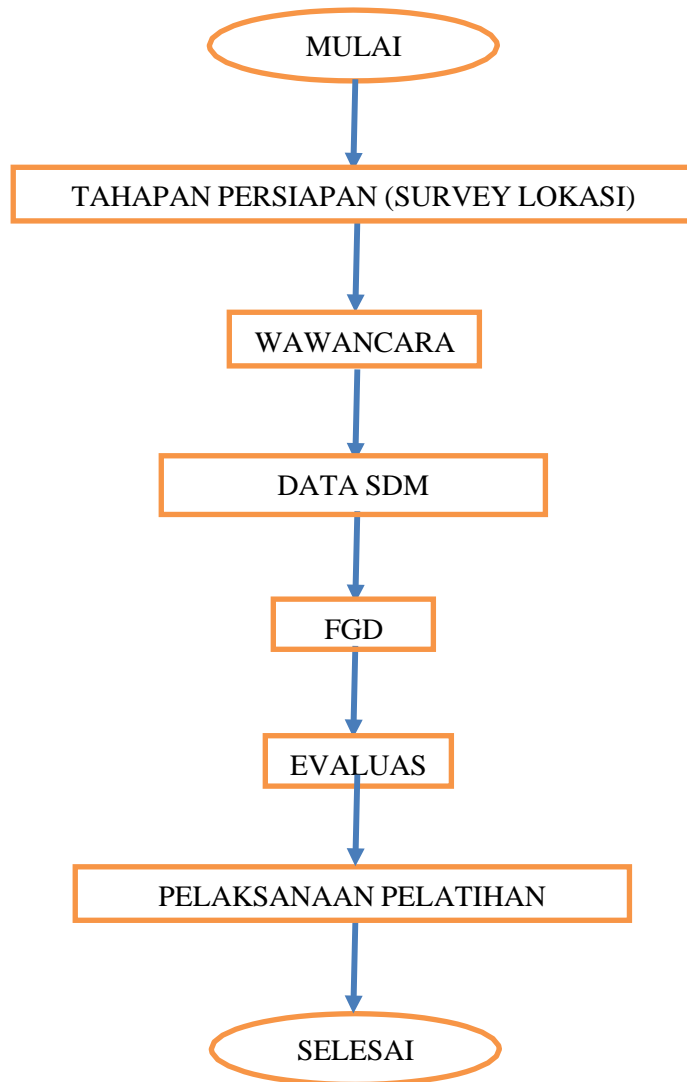 MULAI
TAHAPAN PERSIAPAN (SURVEY LOKASI)
WAWANCARA
DATA SDM
FGD
EVALUAS
PELAKSANAAN PELATIHAN
SELESAI